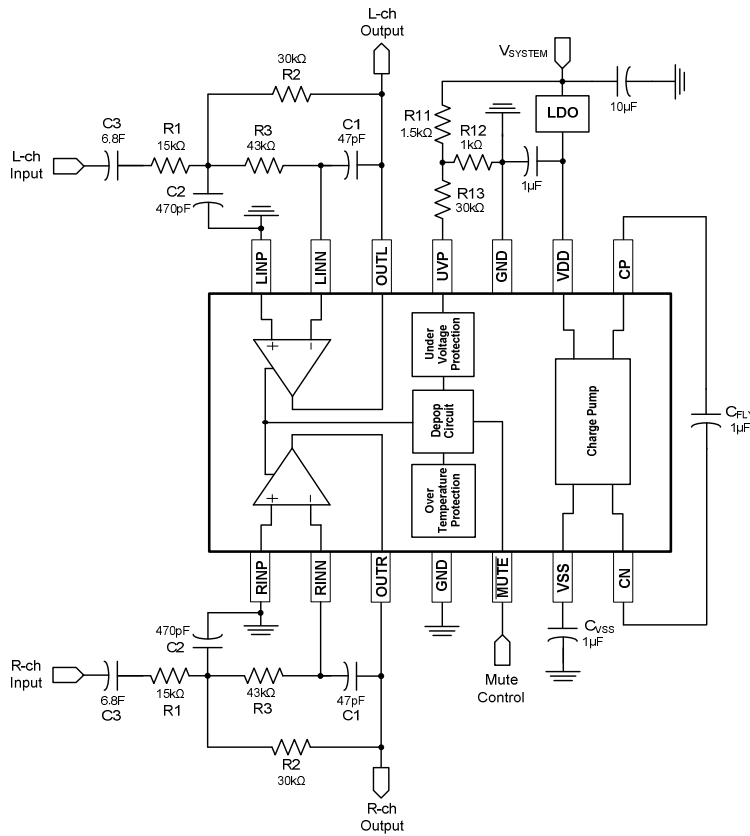 L-ch
Output
VSYSTEM
30kΩ
R2
10µF
LDO
C3
6.8F
R1
15kΩ
R3
43kΩ
C1
47pF
R11
1.5kΩ
R12
1kΩ
1µF
L-ch
Input
C2
470pF
R13
30kΩ
LINP
LINN
OUTL
UVP
GND
VDD
CP
+
−
Under
Voltage
Protection
Depop
Circuit
Charge Pump
CFLY
1µF
Over
Temperature
Protection
+
−
RINP
RINN
OUTR
GND
MUTE
VSS
CN
470pF
C2
CVSS
1µF
R-ch
Input
6.8F
C3
15kΩ
R1
43kΩ
R3
47pF
C1
Mute
Control
R2
30kΩ
R-ch
Output